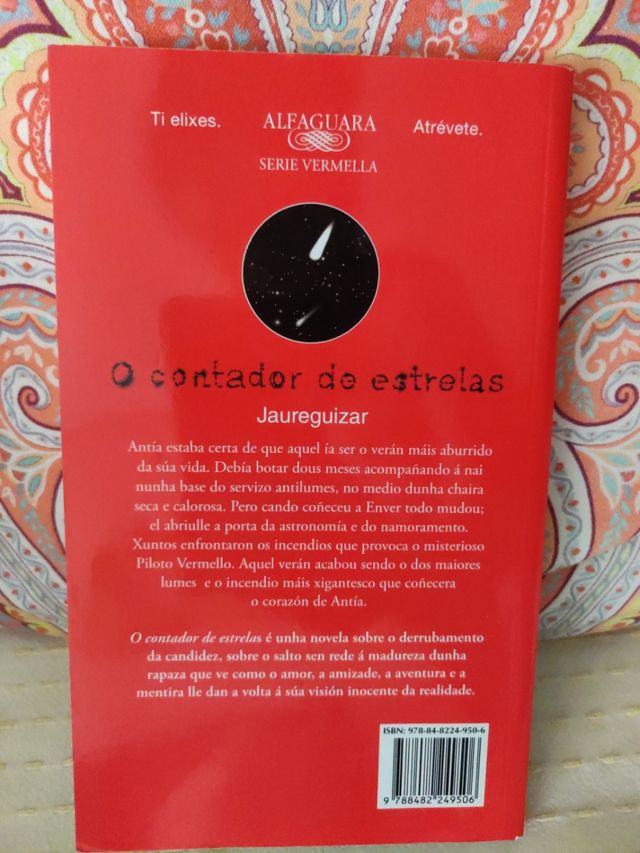 Ti elixes.
ALFAGUARA
Atrévete.
SERIE VERMELLA
O contador de estrelas
Jaureguizar
Antía estaba certa de que aquel ía ser o verán máis aburrido
da súa vida. Debía botar dous meses acompañando á nai
nunha base do servizo antilumes, no medio dunha chaira
seca e calorosa. Pero cando coñeceu a Enver todo mudou;
el abriulle a porta da astronomía e do namoramento.
Xuntos enfrontaron os incendios que provoca o misterioso
Piloto Vermello. Aquel verán acabou sendo o dos maiores
lumes e o incendio máis xigantesco que coñecera
o corazón de Antía.
O contador de estrelas é unha novela sobre o derrubamento
da candidez, sobre o salto sen rede á madureza dunha
rapaza que ve como o amor, a amizade, a aventura e a
mentira lle dan a volta á súa visión inocente da realidade.
ISBN: 978-84-8224-950-6
9 788482 249506